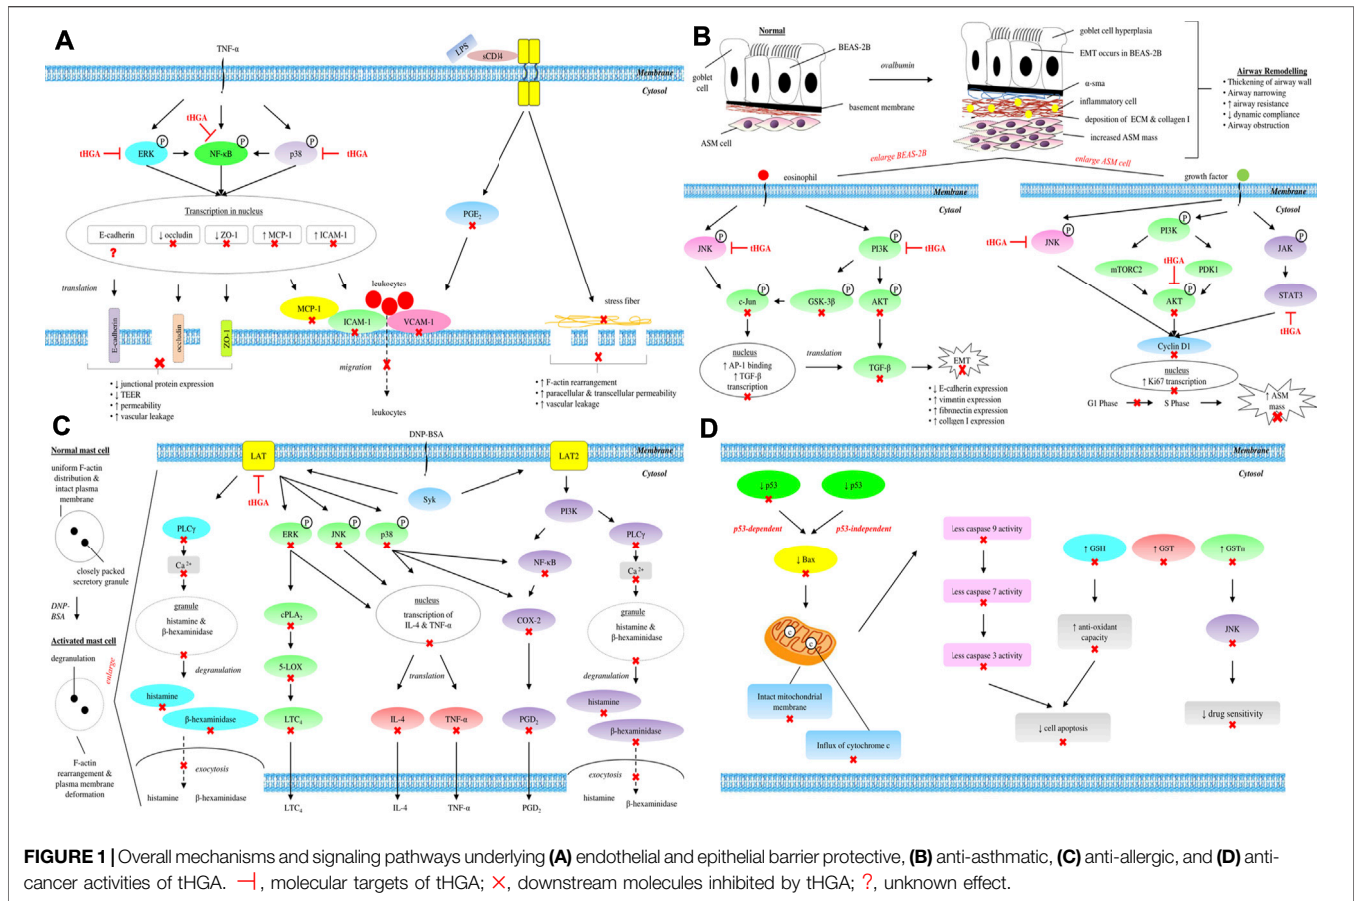 A
TNF-α
LPS
sCD14
Membrane
Cytosol
tHGA
P
P
P
tHGA
ERK
NF-κB
p38
tHGA
Transcription in nucleus
E-cadherin
↓ occludin
↓ ZO-1
↑ MCP-1
↑ ICAM-1
?
PGE2
translation
leukocytes
stress fiber
MCP-1
ICAM-1
VCAM-1
E-cadherin
occludin
ZO-1
migration
• ↓ junctional protein expression
• ↓ TEER
• ↑ permeability
• ↑ vascular leakage
leukocytes
• ↑ F-actin rearrangement
• ↑ paracellular & transcellular permeability
• ↑ vascular leakage
B
Normal
goblet cell
BEAS-2B
ovalbumin
basement membrane
ASM cell
goblet cell hyperplasia
EMT occurs in BEAS-2B
α-sma
inflammatory cell
deposition of ECM & collagen I
increased ASM mass
Airway Remodelling
• Thickening of airway wall
• Airway narrowing
• ↑ airway resistance
• ↓ dynamic compliance
• Airway obstruction
enlarge BEAS-2B
enlarge ASM cell
eosinophil
Membrane
Cytosol
P
JNK
tHGA
P
PI3K
tHGA
P
c-Jun
P
GSK-3β
P
AKT
nucleus
↑ AP-1 binding
↑ TGF-β
transcription
translation
TGF-β
EMT
• ↓ E-cadherin expression
• ↑ vimntin expression
• ↑ fibronectin expression
• ↑ collagen I expression
growth factor
Membrane
Cytosol
tHGA
P
JNK
P
PI3K
P
JAK
mTORC2
tHGA
PDK1
P
AKT
STAT3
tHGA
Cyclin D1
nucleus
↑ Ki67 transcription
G1 Phase
S Phase
↑ ASM
mass
C
Normal mast cell
uniform F-actin
distribution &
intact plasma
membrane
closely packed
secretory granule
DNP-
BSA
Activated mast cell
degranulation
enlarge
F-actin
rearrangement &
plasma membrane
deformation
DNP-BSA
LAT
LAT2
Membrane
Cytosol
tHGA
Syk
PLCγ
P
ERK
P
JNK
P
p38
PI3K
PLCγ
Ca 2+
NF-κB
Ca 2+
granule
histamine &
β-hexaminidase
cPLA2
nucleus
transcription of
IL-4 & TNF-α
COX-2
granule
histamine &
β-hexaminidase
degranulation
5-LOX
translation
degranulation
histamine
β-hexaminidase
LTC4
IL-4
TNF-α
PGD2
histamine
β-hexaminidase
exocytosis
exocytosis
histamine
β-hexaminidase
LTC4
IL-4
TNF-α
PGD2
histamine
β-hexaminidase
D
Membrane
Cytosol
↓ p53
↓ p53
p53-dependent
p53-independent
↓ Bax
c
c
Intact mitochondrial
membrane
Influx of cytochrome c
Less caspase 9 activity
Less caspase 7 activity
Less caspase 3 activity
↑ GSH
↑ GST
↑ GSTπ
↑ anti-oxidant
capacity
JNK
↓ cell apoptosis
↓ drug sensitivity
FIGURE 1 | Overall mechanisms and signaling pathways underlying (A) endothelial and epithelial barrier protective, (B) anti-asthmatic, (C) anti-allergic, and (D) anti-
cancer activities of tHGA. ⊣, molecular targets of tHGA; ×, downstream molecules inhibited by tHGA; ?, unknown effect.